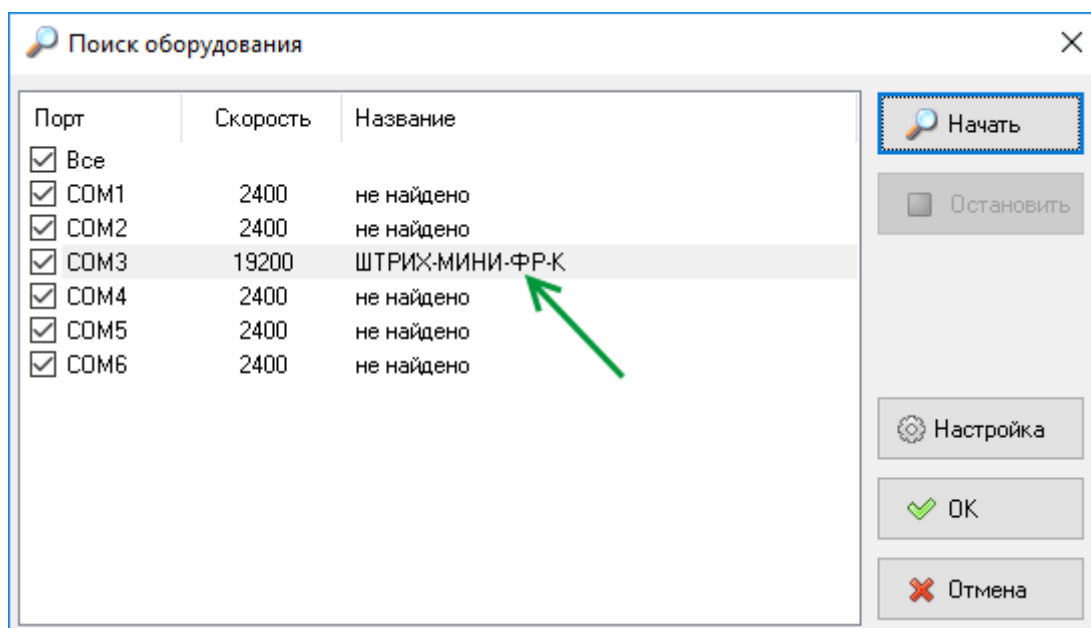 Поиск оборудования
Порт Скорость Название
Все
COM1 2400 не найдено
COM2 2400 не найдено
COM3 19200 ШТРИХ-МИНИ-ФР-К
COM4 2400 не найдено
COM5 2400 не найдено
COM6 2400 не найдено
Начать
Остановить
Настройка
OK
Отмена